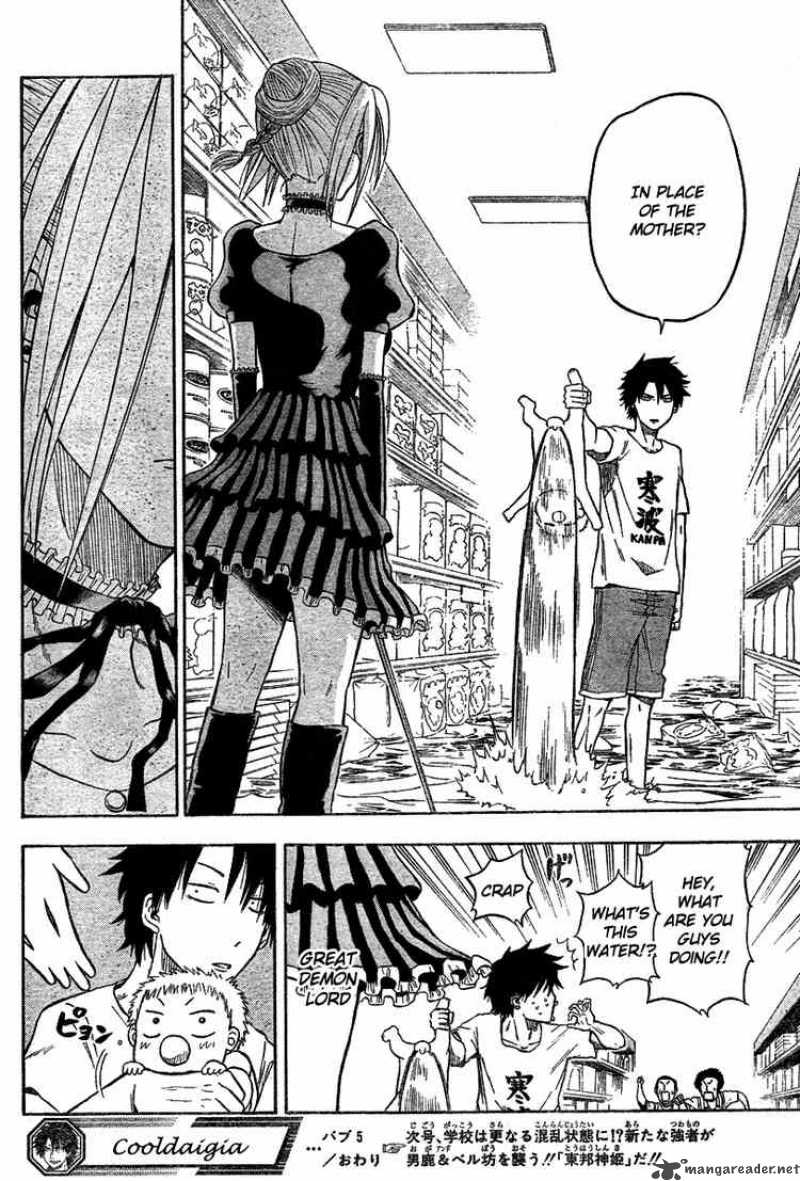 IN PLACE
OF THE
MOTHER?
寒波
KANPA
HEY,
WHAT
ARE YOU
GUYS
DOING!!
WHAT'S
THIS
WATER!?
げっ
CRAP
GREAT
DEMON
LORD
寒
ピョン
Cooldaigia
バブ5
…
/おわり
☞
次号、学校は更なる混乱状態に!?新たな強者が
男鹿&ベル坊を襲う!!「東邦神姫」だ!!
mangareader.net